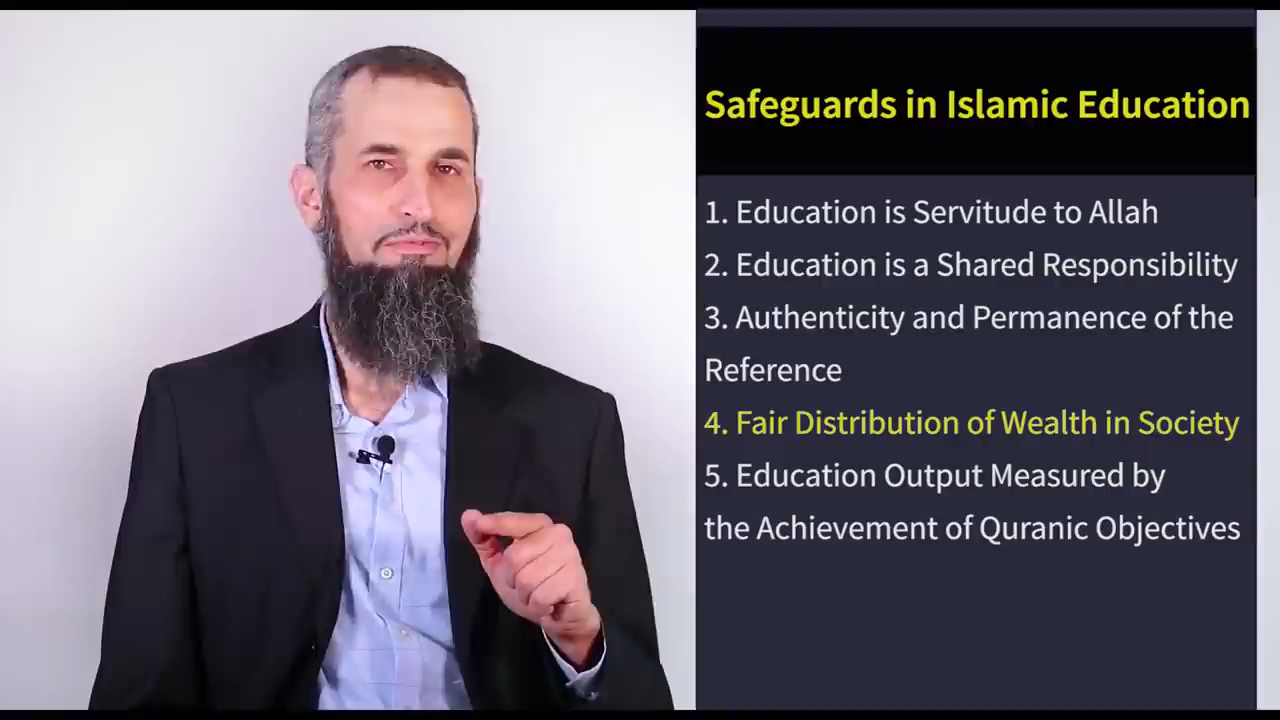 Safeguards in Islamic Education
1. Education is Servitude to Allah
2. Education is a Shared Responsibility
3. Authenticity and Permanence of the
Reference
4. Fair Distribution of Wealth in Society
5. Education Output Measured by
the Achievement of Quranic Objectives